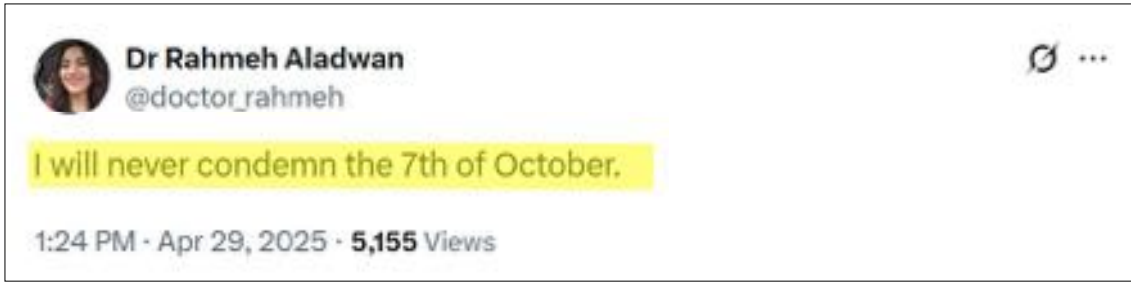 Dr Rahmeh Aladwan
@doctor_rahmeh
I will never condemn the 7th of October.
1:24 PM · Apr 29, 2025 · 5,155 Views